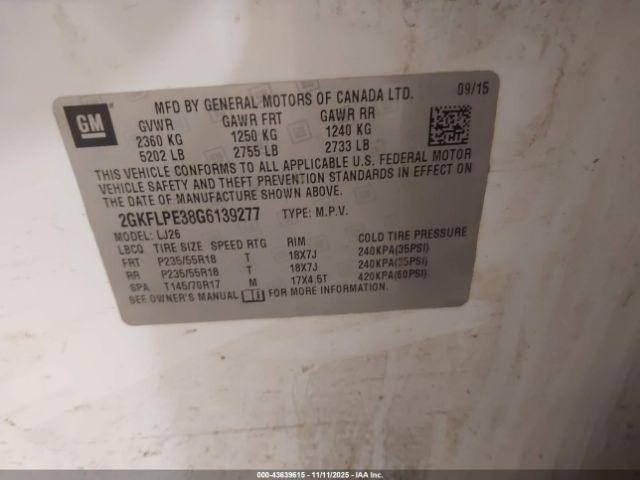 GM
MFD BY GENERAL MOTORS OF CANADA LTD. 09/15
GVWR GAWR FRT GAWR RR
2360 KG 1250 KG 1240 KG
5202 LB 2755 LB 2733 LB
THIS VEHICLE CONFORMS TO ALL APPLICABLE U.S. FEDERAL MOTOR
VEHICLE SAFETY AND THEFT PREVENTION STANDARDS IN EFFECT ON
THE DATE OF MANUFACTURE SHOWN ABOVE.
2GKFLPE38G6139277 TYPE: M.P.V.
MODEL: LJ26
LBCQ TIRE SIZE SPEED RTG RIM COLD TIRE PRESSURE
FRT P235/55R18 T 18X7J 240KPA(35PSI)
RR P235/55R18 T 18X7J 240KPA(35PSI)
SPA T145/70R17 M 17X4.5T 420KPA(60PSI)
SEE OWNER'S MANUAL FOR MORE INFORMATION.
000-43639615 - 11/11/2025 - IAA Inc.